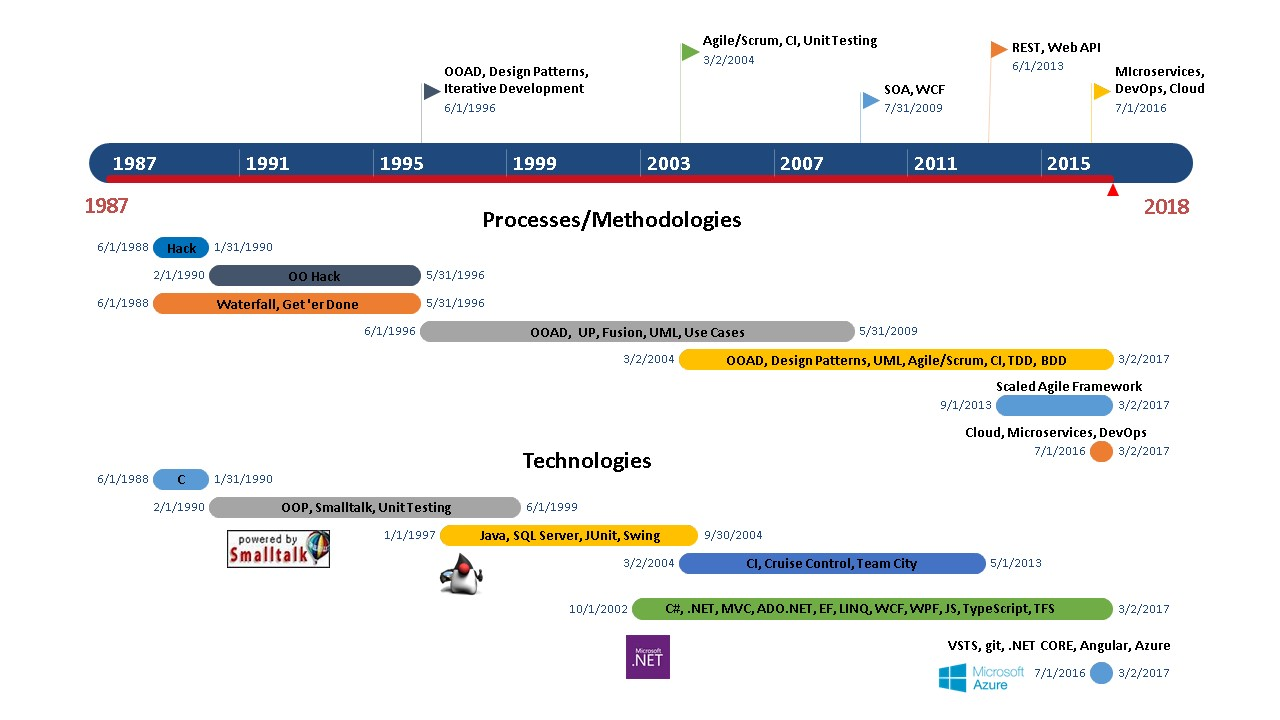 Agile/Scrum, CI, Unit Testing
3/2/2004
REST, Web API
6/1/2013
OOAD, Design Patterns,
Iterative Development
6/1/1996
SOA, WCF
7/31/2009
MIcroservices,
DevOps, Cloud
7/1/2016
1987 1991 1995 1999 2003 2007 2011 2015
1987 2018
Processes/Methodologies
6/1/1988 Hack 1/31/1990
2/1/1990 OO Hack 5/31/1996
6/1/1988 Waterfall, Get 'er Done 5/31/1996
6/1/1996 OOAD, UP, Fusion, UML, Use Cases 5/31/2009
3/2/2004 OOAD, Design Patterns, UML, Agile/Scrum, CI, TDD, BDD 3/2/2017
Scaled Agile Framework
9/1/2013 3/2/2017
Cloud, Microservices, DevOps
7/1/2016 3/2/2017
Technologies
6/1/1988 C 1/31/1990
2/1/1990 OOP, Smalltalk, Unit Testing 6/1/1999
1/1/1997 Java, SQL Server, JUnit, Swing 9/30/2004
powered by
Smalltalk
3/2/2004 CI, Cruise Control, Team City 5/1/2013
10/1/2002 C#, .NET, MVC, ADO.NET, EF, LINQ, WCF, WPF, JS, TypeScript, TFS 3/2/2017
Microsoft
.NET
VSTS, git, .NET CORE, Angular, Azure
Microsoft
Azure
7/1/2016 3/2/2017